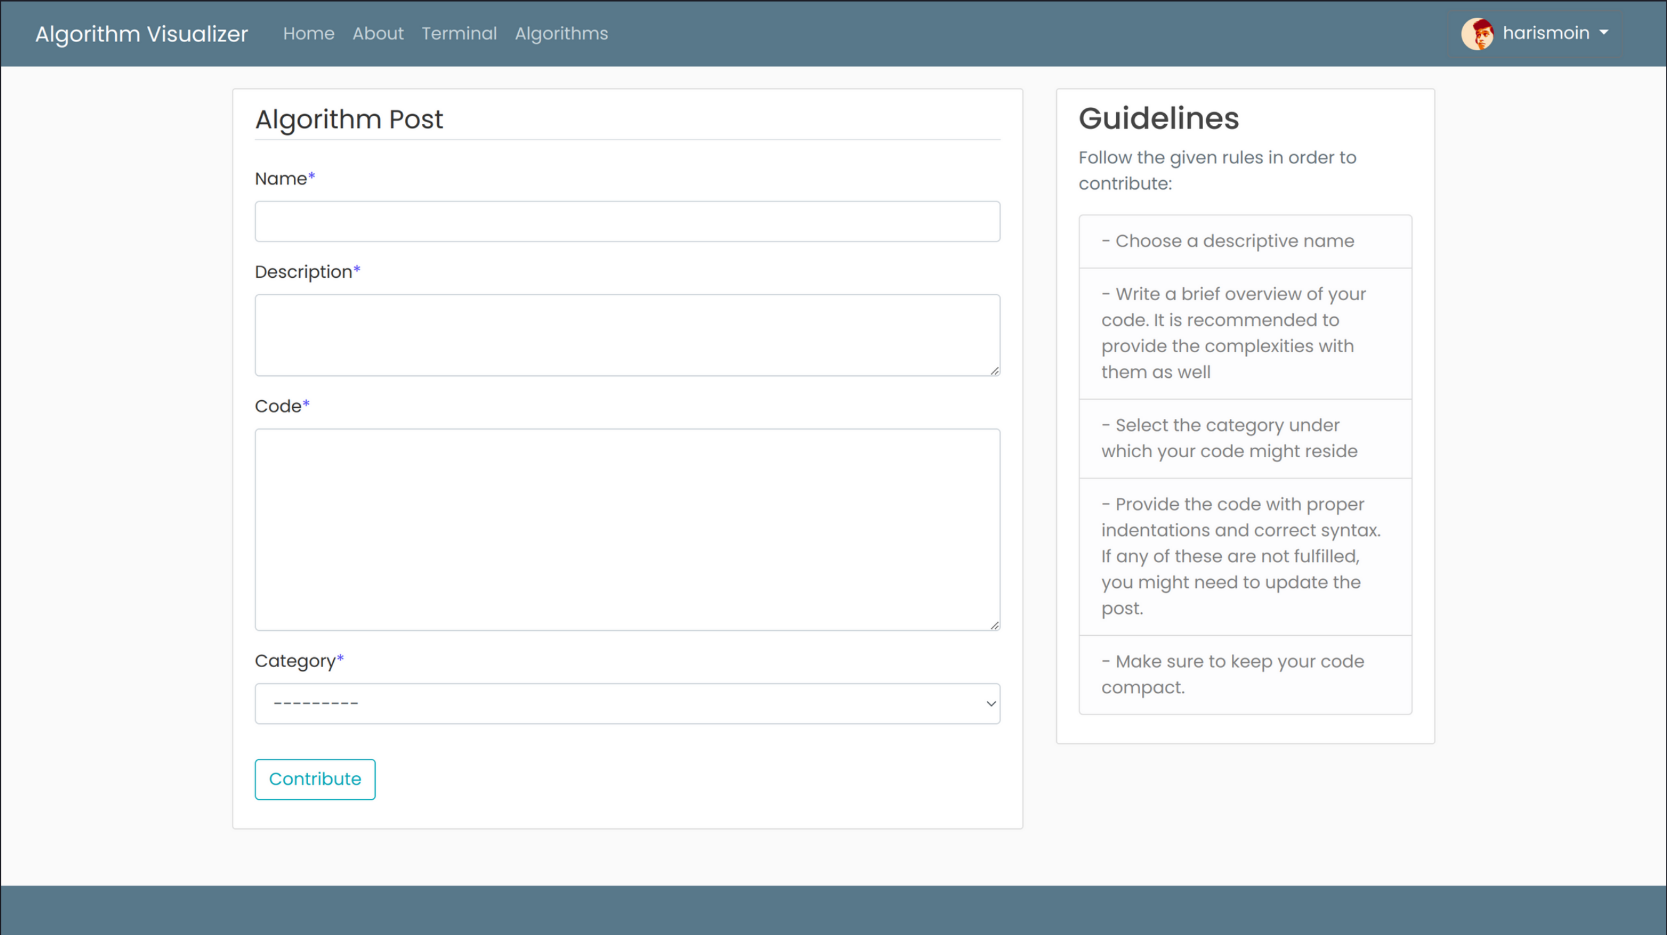 Algorithm Visualizer Home About Terminal Algorithms harismoin
Algorithm Post
Name*
Description*
Code*
Category*
---------
Contribute
Guidelines
Follow the given rules in order to
contribute:
- Choose a descriptive name
- Write a brief overview of your
code. It is recommended to
provide the complexities with
them as well
- Select the category under
which your code might reside
- Provide the code with proper
indentations and correct syntax.
If any of these are not fulfilled,
you might need to update the
post.
- Make sure to keep your code
compact.